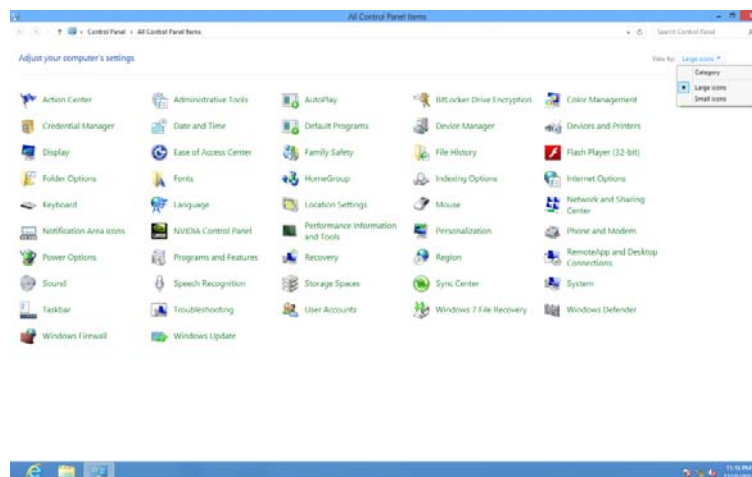 All Control Panel Items
Control Panel All Control Panel Items Search Control Panel
Adjust your computer's settings View by: Large icons
Category
Large icons
Small icons
Action Center Administrative Tools AutoPlay BitLocker Drive Encryption Color Management
Credential Manager Date and Time Default Programs Device Manager Devices and Printers
Display Ease of Access Center Family Safety File History Flash Player (32-bit)
Folder Options Fonts HomeGroup Indexing Options Internet Options
Keyboard Language Location Settings Mouse Network and Sharing
Center
Notification Area Icons NVIDIA Control Panel Performance Information
and Tools Personalization Phone and Modem
Power Options Programs and Features Recovery Region RemoteApp and Desktop
Connections
Sound Speech Recognition Storage Spaces Sync Center System
Taskbar Troubleshooting User Accounts Windows 7 File Recovery Windows Defender
Windows Firewall Windows Update
11:16 PM